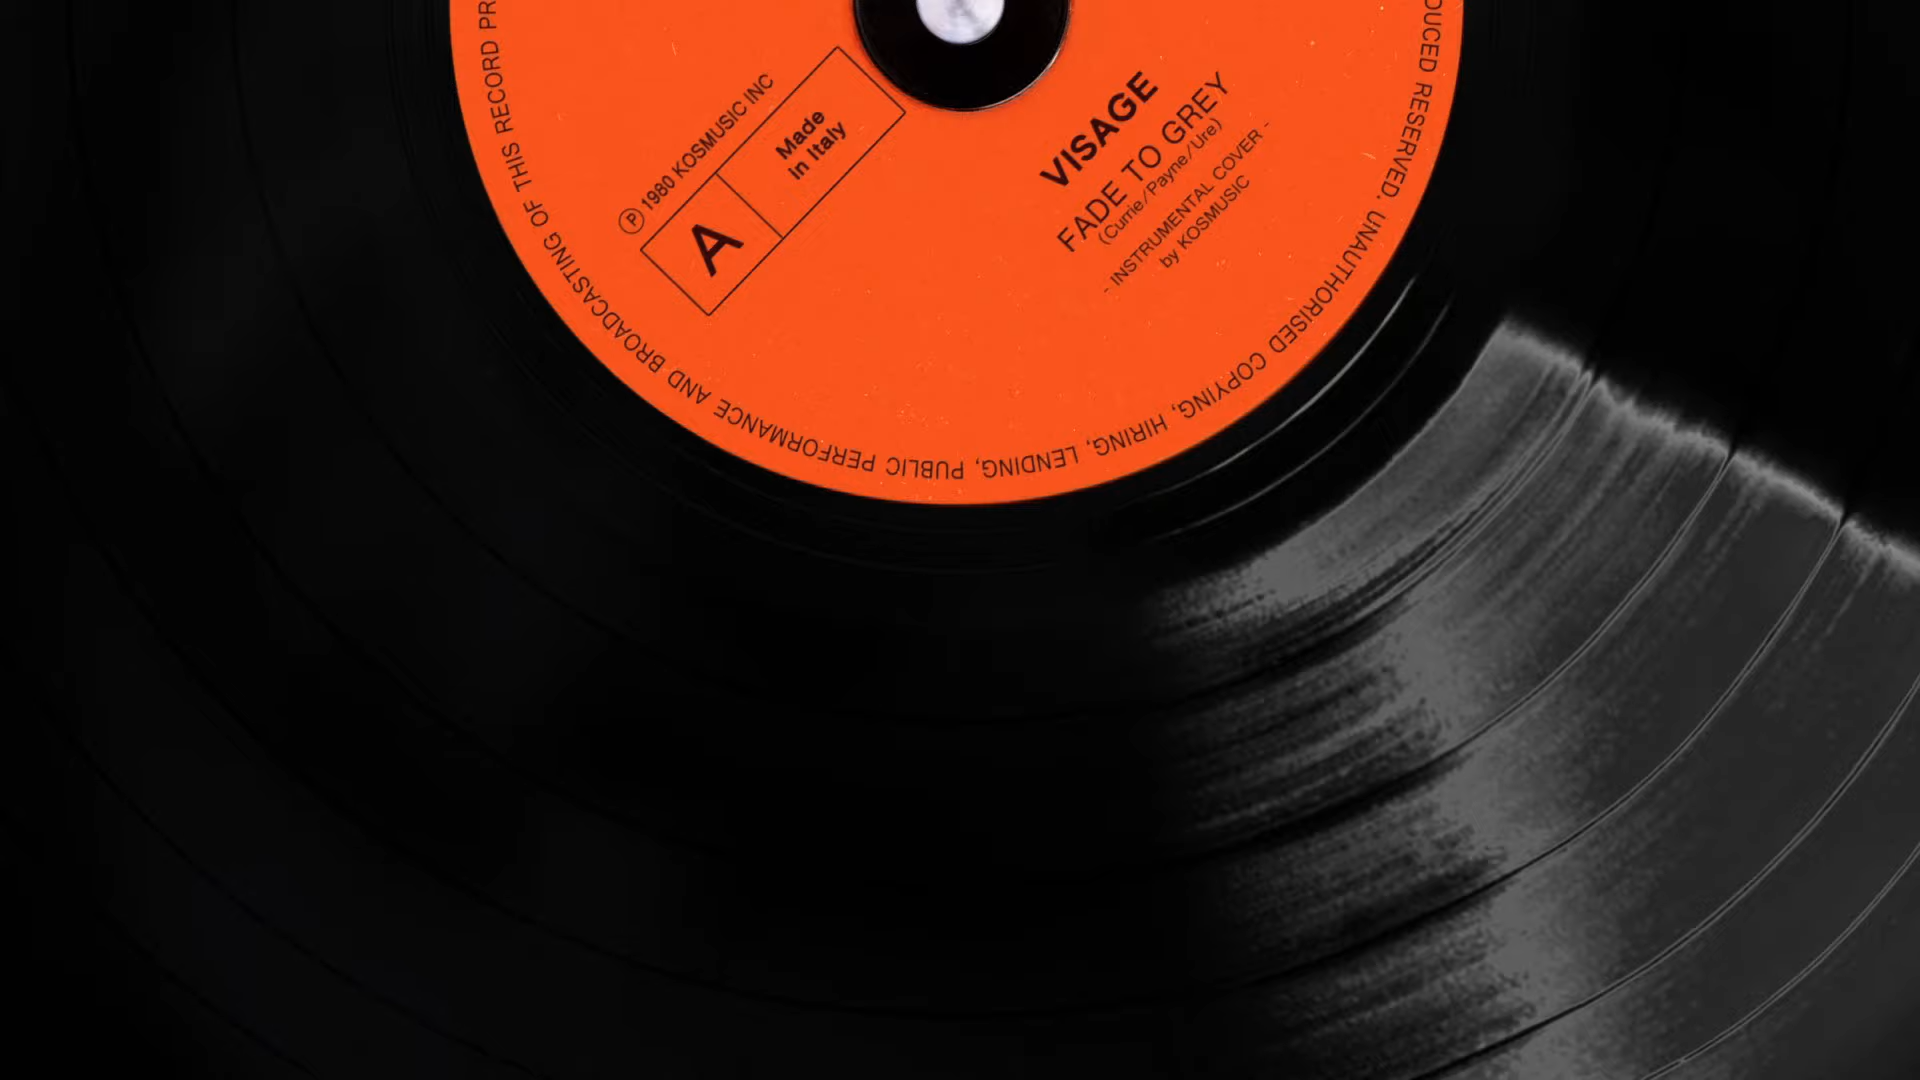 Ⓟ 1980 KOSMUSIC INC
Made
in Italy
A
VISAGE
FADE TO GREY
(Currie/Payne/Ure)
- INSTRUMENTAL COVER -
by KOSMUSIC
DUCED RESERVED. UNAUTHORISED COPYING, HIRING, LENDING, PUBLIC PERFORMANCE AND BROADCASTING OF THIS RECORD PR